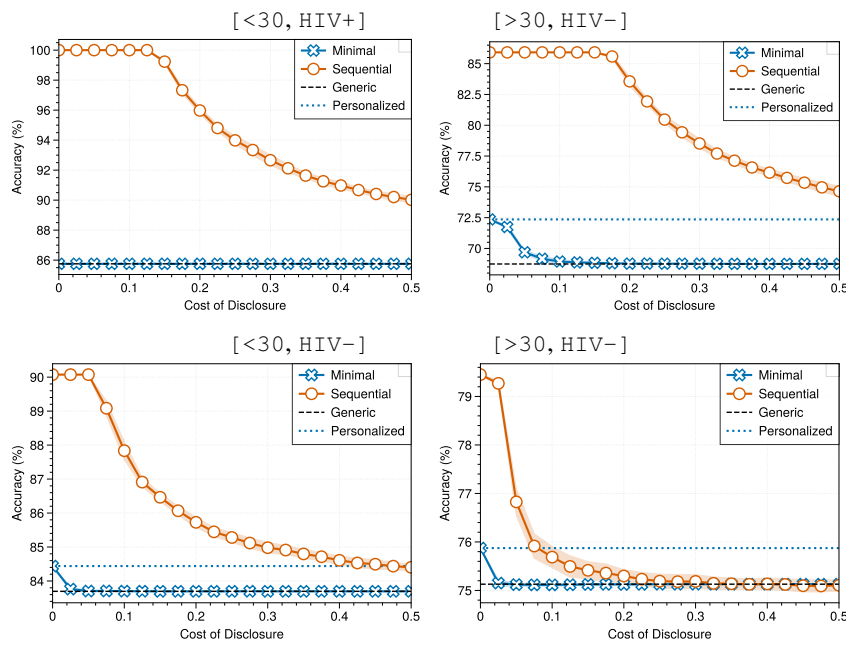 [<30, HIV+]
100
98
96
94
92
90
88
86
Accuracy (%)
0
0.1
0.2
0.3
0.4
0.5
Cost of Disclosure
Minimal
Sequential
Generic
Personalized
[>30, HIV−]
85
82.5
80
77.5
75
72.5
70
Accuracy (%)
0
0.1
0.2
0.3
0.4
0.5
Cost of Disclosure
Minimal
Sequential
Generic
Personalized
[<30, HIV−]
90
89
88
87
86
85
84
Accuracy (%)
0
0.1
0.2
0.3
0.4
0.5
Cost of Disclosure
Minimal
Sequential
Generic
Personalized
[>30, HIV−]
79
78
77
76
75
Accuracy (%)
0
0.1
0.2
0.3
0.4
0.5
Cost of Disclosure
Minimal
Sequential
Generic
Personalized